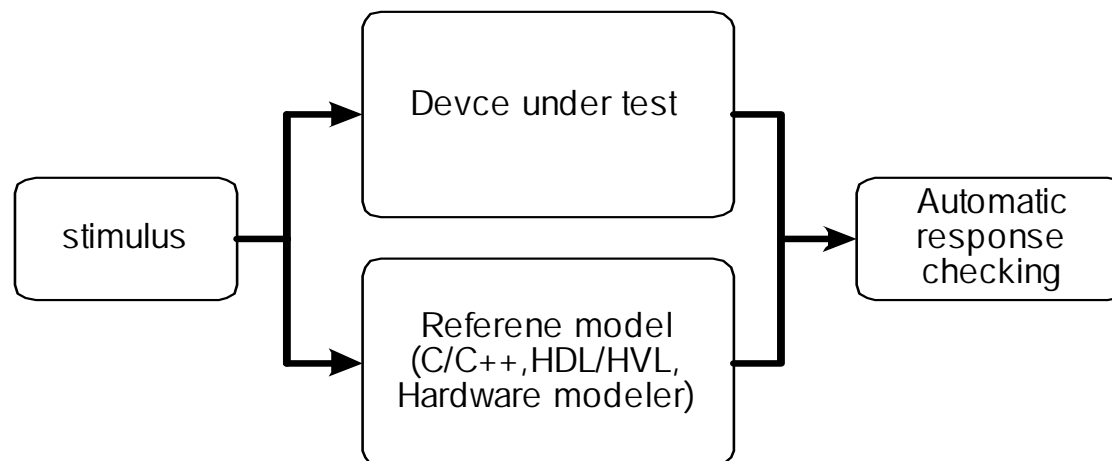 Devce under test
stimulus
Automatic
response
checking
Referene model
(C/C++,HDL/HVL,
Hardware modeler)